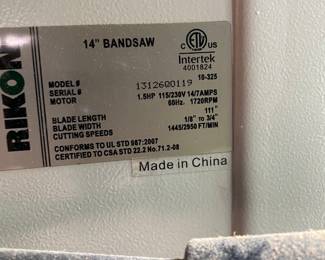 RIKON
14" BANDSAW
C ETL US
Intertek
4001824
MODEL # 10-325
SERIAL # 1312600119
MOTOR 1.5HP 115/230V 14/7AMPS
60Hz. 1720RPM
BLADE LENGTH 111"
BLADE WIDTH 1/8" to 3/4"
CUTTING SPEEDS 1445/2950 FT/MIN
CONFORMS TO UL STD 987:2007
CERTIFIED TO CSA STD 22.2 No.71.2-08
Made in China